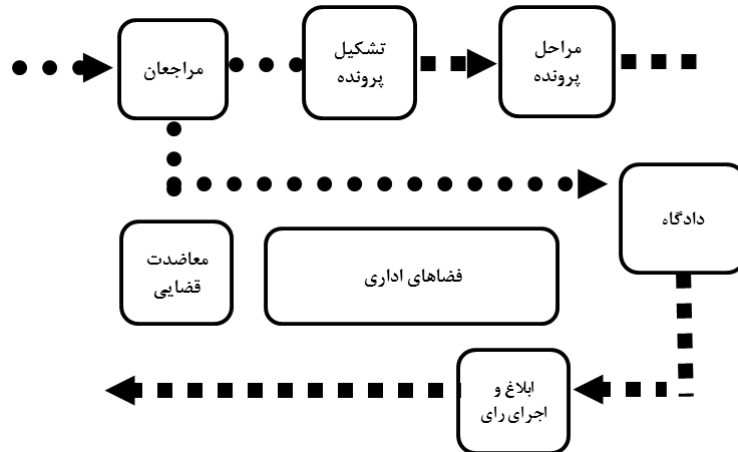 مراجعان
تشکیل
پرونده
مراحل
پرونده
دادگاه
معاضدت
قضایی
فضاهای اداری
ابلاغ و
اجرای رای